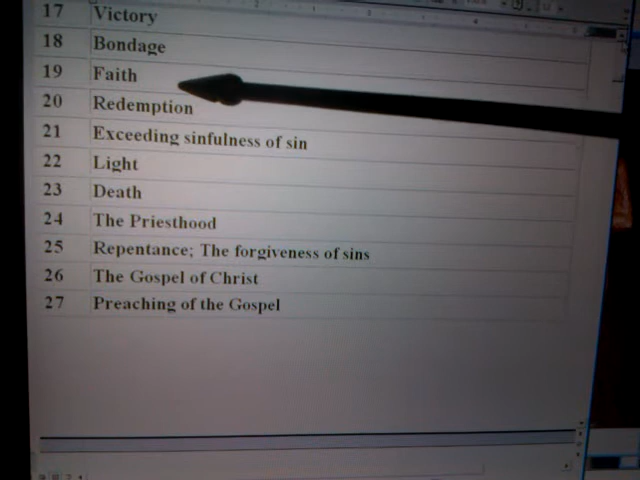 17 Victory
18 Bondage
19 Faith
20 Redemption
21 Exceeding sinfulness of sin
22 Light
23 Death
24 The Priesthood
25 Repentance; The forgiveness of sins
26 The Gospel of Christ
27 Preaching of the Gospel